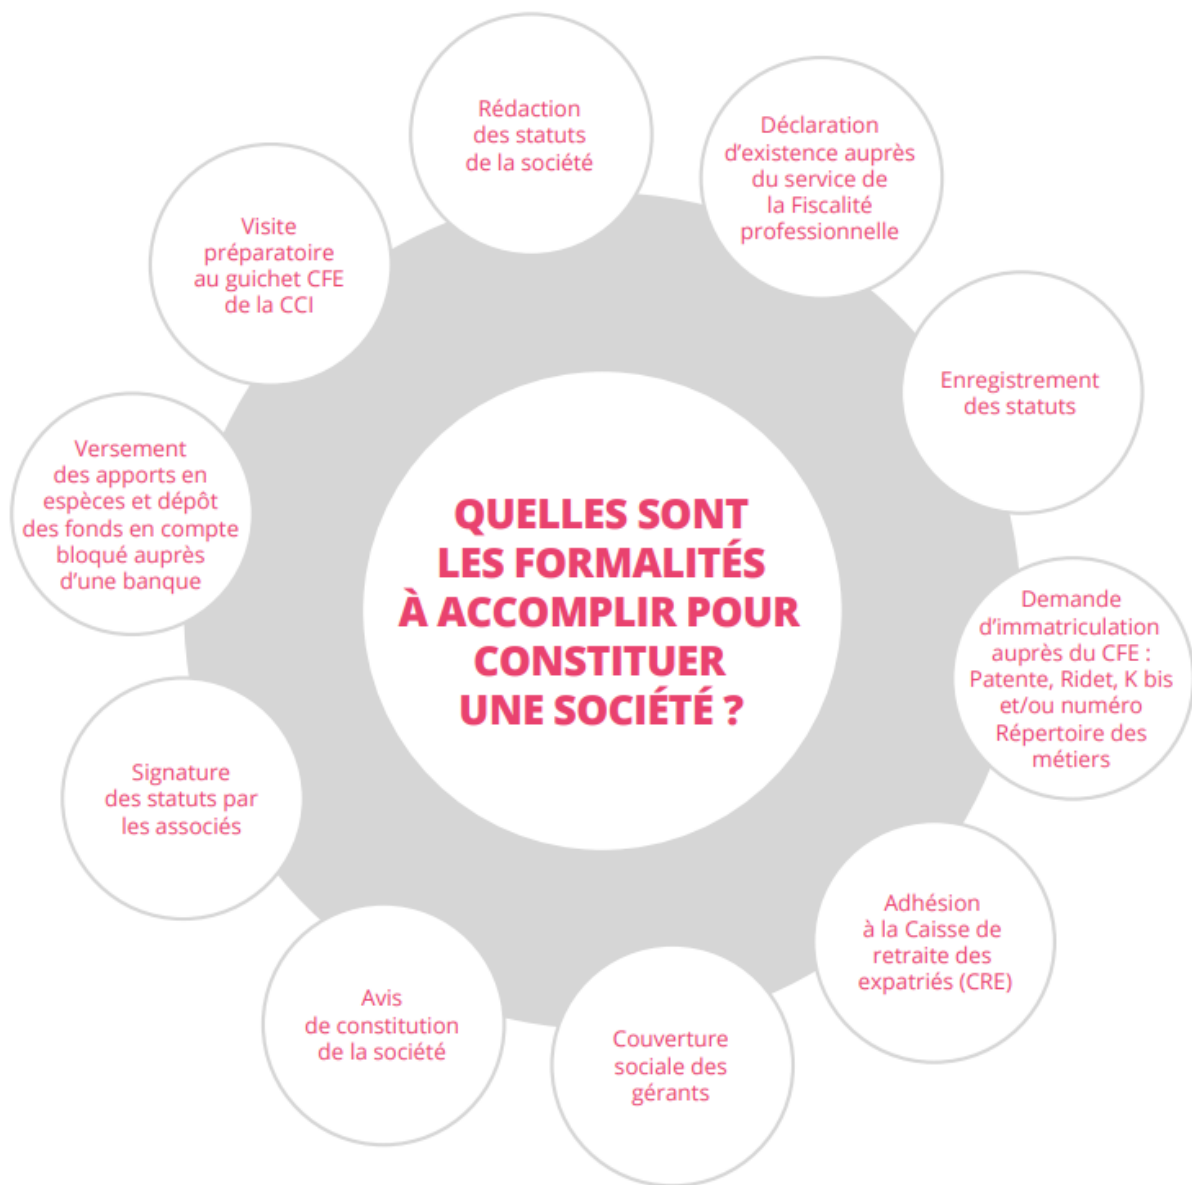 Rédaction
des statuts
de la société
Déclaration
d’existence auprès
du service de
la Fiscalité
professionnelle
Enregistrement
des statuts
Demande
d’immatriculation
auprès du CFE :
Patente, Ridet, K bis
et/ou numéro
Répertoire des
métiers
Adhésion
à la Caisse de
retraite des
expatriés (CRE)
Couverture
sociale des
gérants
Avis
de constitution
de la société
Signature
des statuts par
les associés
Versement
des apports en
espèces et dépôt
des fonds en compte
bloqué auprès
d’une banque
Visite
préparatoire
au guichet CFE
de la CCI
QUELLES SONT
LES FORMALITÉS
À ACCOMPLIR POUR
CONSTITUER
UNE SOCIÉTÉ ?